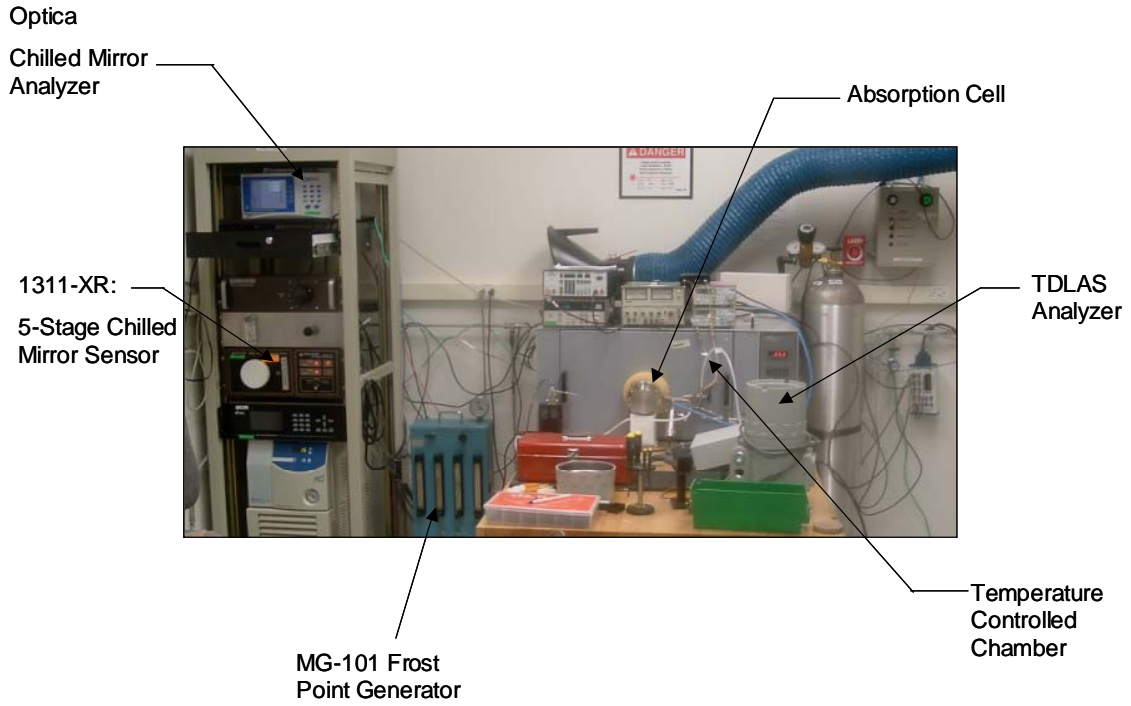 Optica
Chilled Mirror
Analyzer
Absorption Cell
DANGER
1311-XR:
5-Stage Chilled
Mirror Sensor
TDLAS
Analyzer
Temperature
Controlled
Chamber
MG-101 Frost
Point Generator